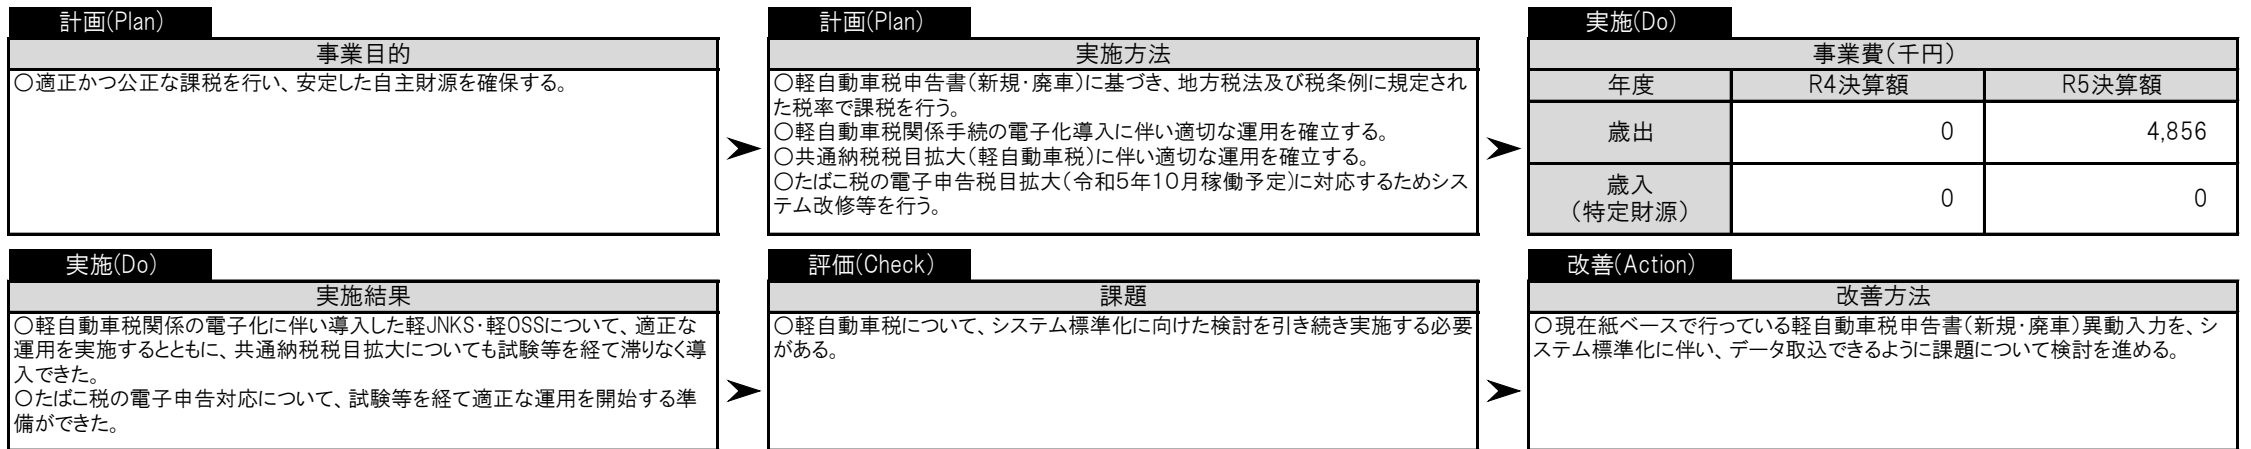 計画(Plan)
事業目的
〇適正かつ公正な課税を行い、安定した自主財源を確保する。
計画(Plan)
実施方法
〇軽自動車税申告書(新規・廃車)に基づき、地方税法及び税条例に規定され
た税率で課税を行う。
〇軽自動車税関係手続の電子化導入に伴い適切な運用を確立する。
〇共通納税税目拡大(軽自動車税)に伴い適切な運用を確立する。
〇たばこ税の電子申告税目拡大(令和5年10月稼働予定)に対応するためシス
テム改修等を行う。
実施(Do)
事業費(千円)
年度 R4決算額 R5決算額
歳出 0 4,856
歳入
(特定財源) 0 0
実施(Do)
実施結果
〇軽自動車税関係の電子化に伴い導入した軽JNKS・軽OSSについて、適正な
運用を実施するとともに、共通納税税目拡大についても試験等を経て滞りなく導
入できた。
〇たばこ税の電子申告対応について、試験等を経て適正な運用を開始する準
備ができた。
評価(Check)
課題
〇軽自動車税について、システム標準化に向けた検討を引き続き実施する必要
がある。
改善(Action)
改善方法
〇現在紙ベースで行っている軽自動車税申告書(新規・廃車)異動入力を、シ
ステム標準化に伴い、データ取込できるように課題について検討を進める。